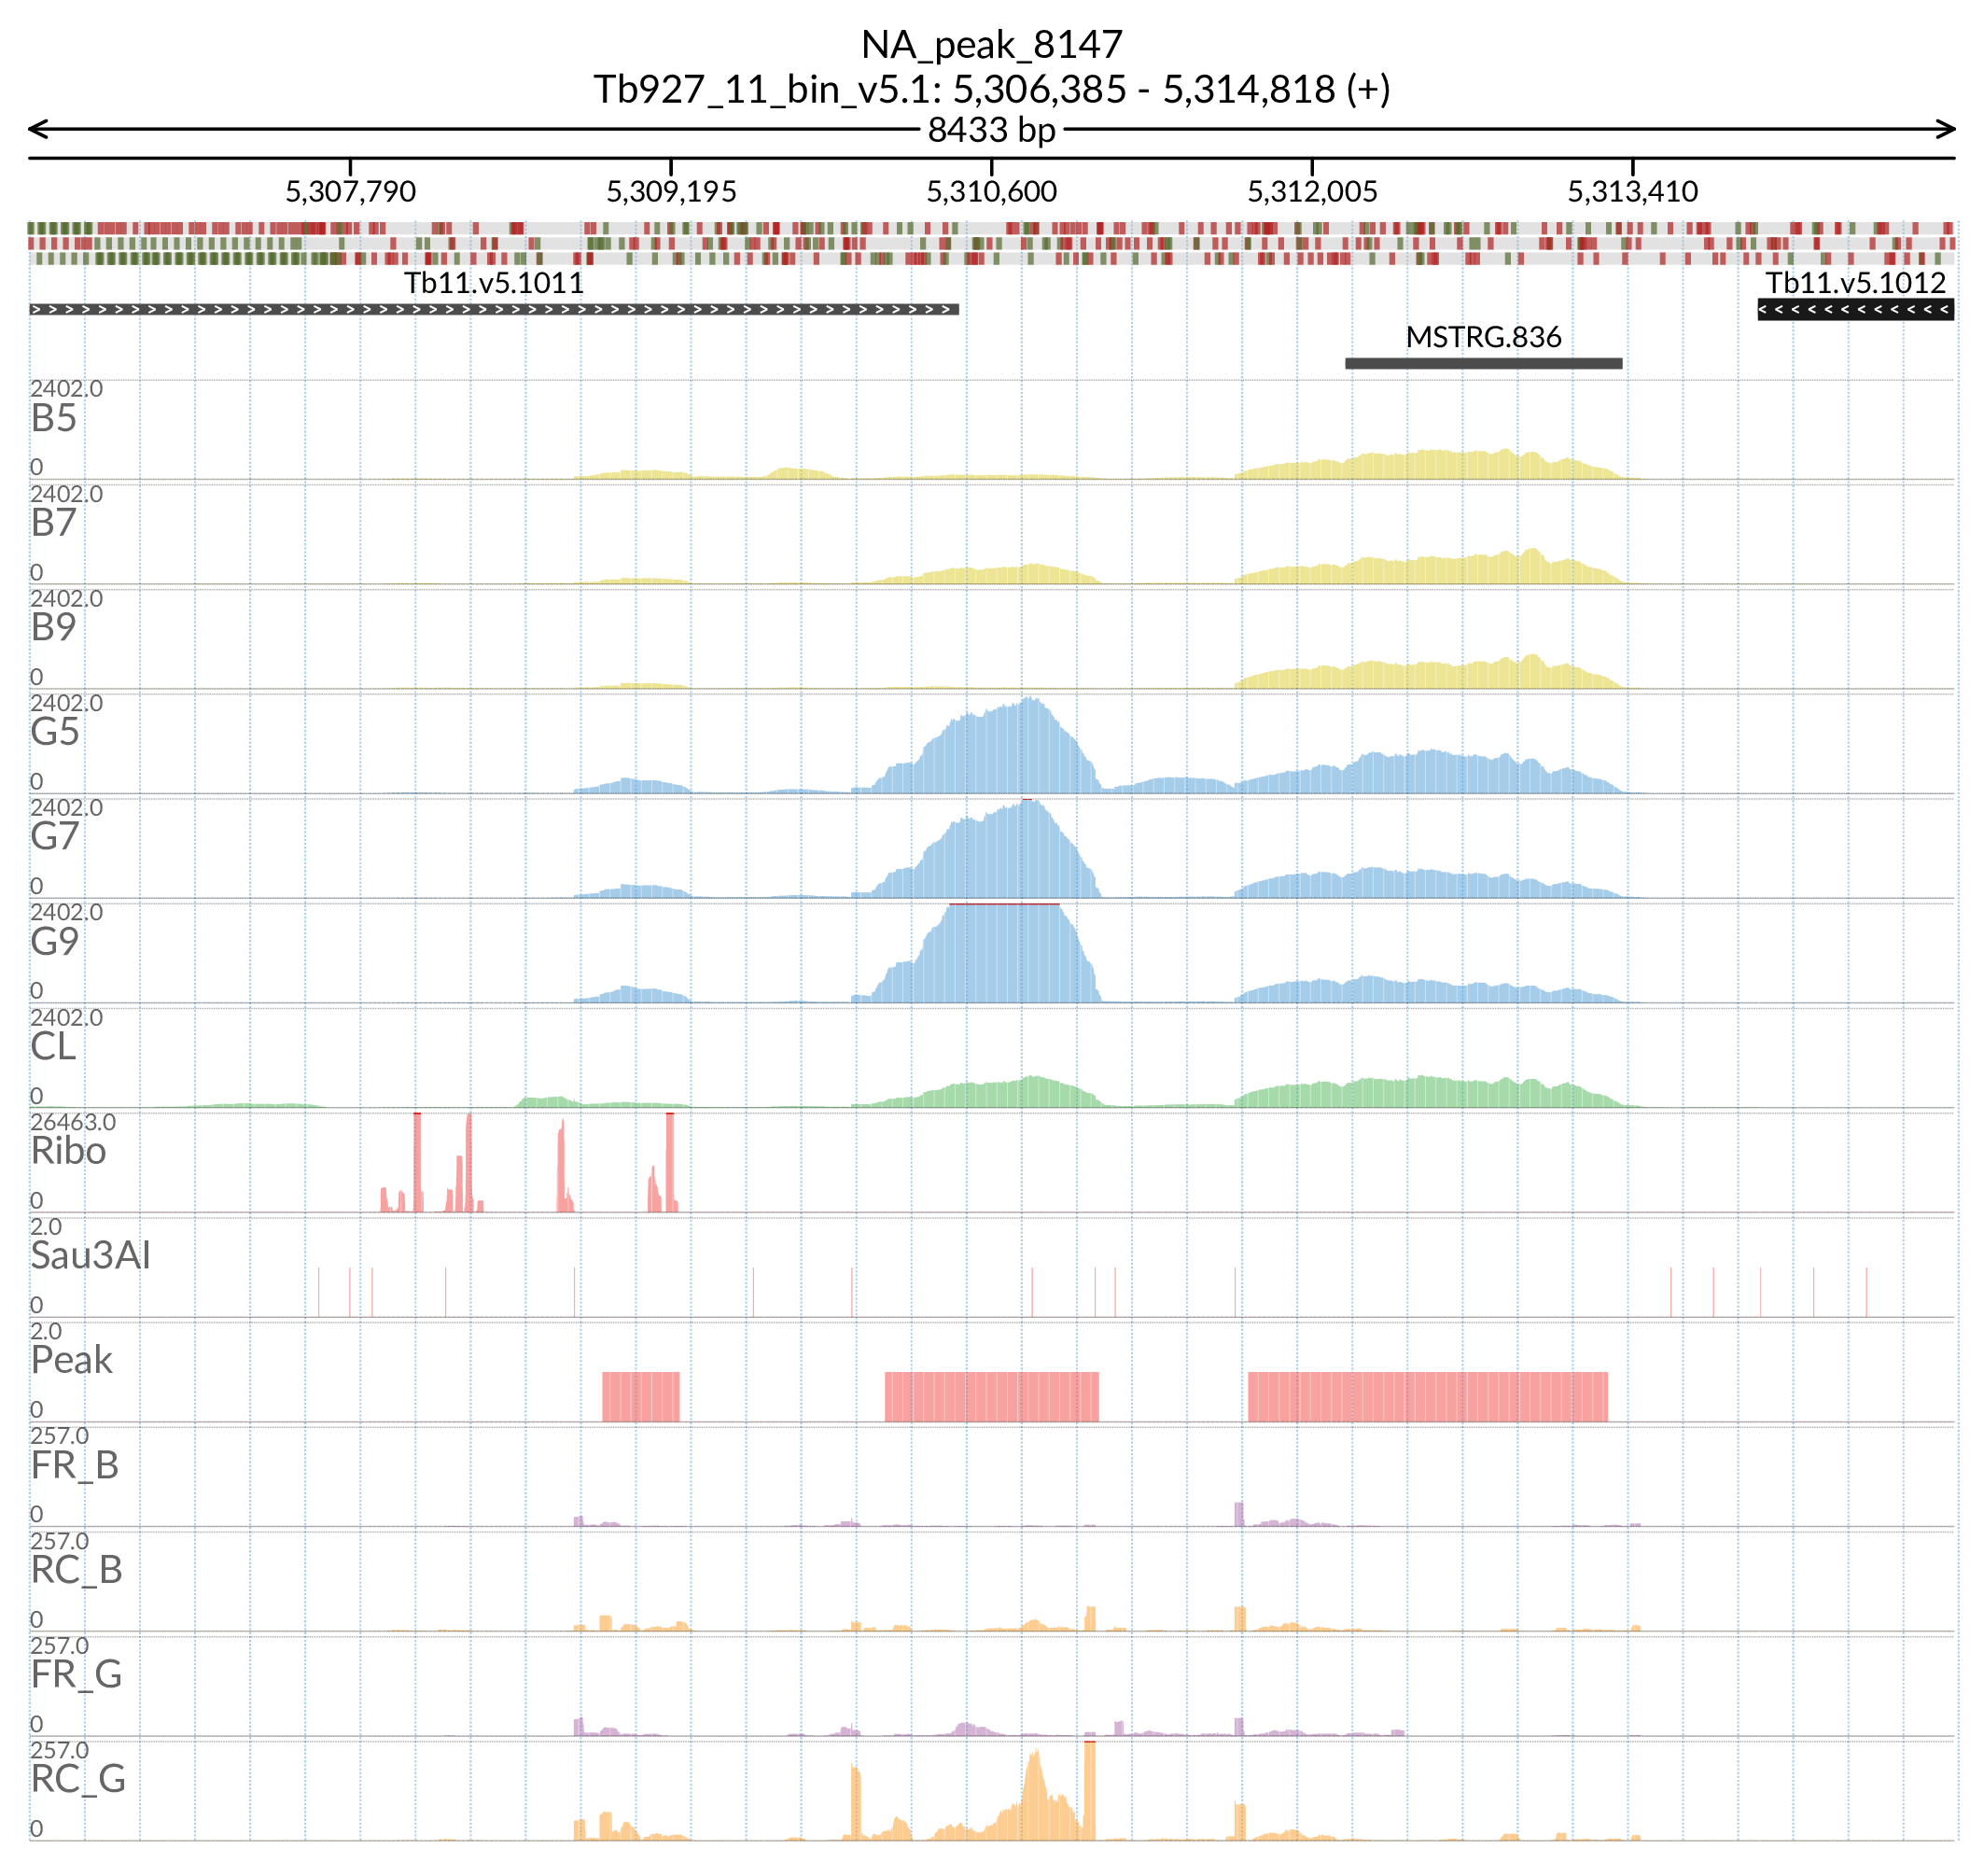 NA_peak_8147
Tb927_11_bin_v5.1: 5,306,385 - 5,314,818 (+)
8433 bp
5,307,790 5,309,195 5,310,600 5,312,005 5,313,410
Tb11.v5.1011 Tb11.v5.1012
MSTRG.836
2402.0
B5
0
2402.0
B7
0
2402.0
B9
0
2402.0
G5
0
2402.0
G7
0
2402.0
G9
0
2402.0
CL
0
26463.0
Ribo
0
2.0
Sau3AI
0
2.0
Peak
0
257.0
FR_B
0
257.0
RC_B
0
257.0
FR_G
0
257.0
RC_G
0